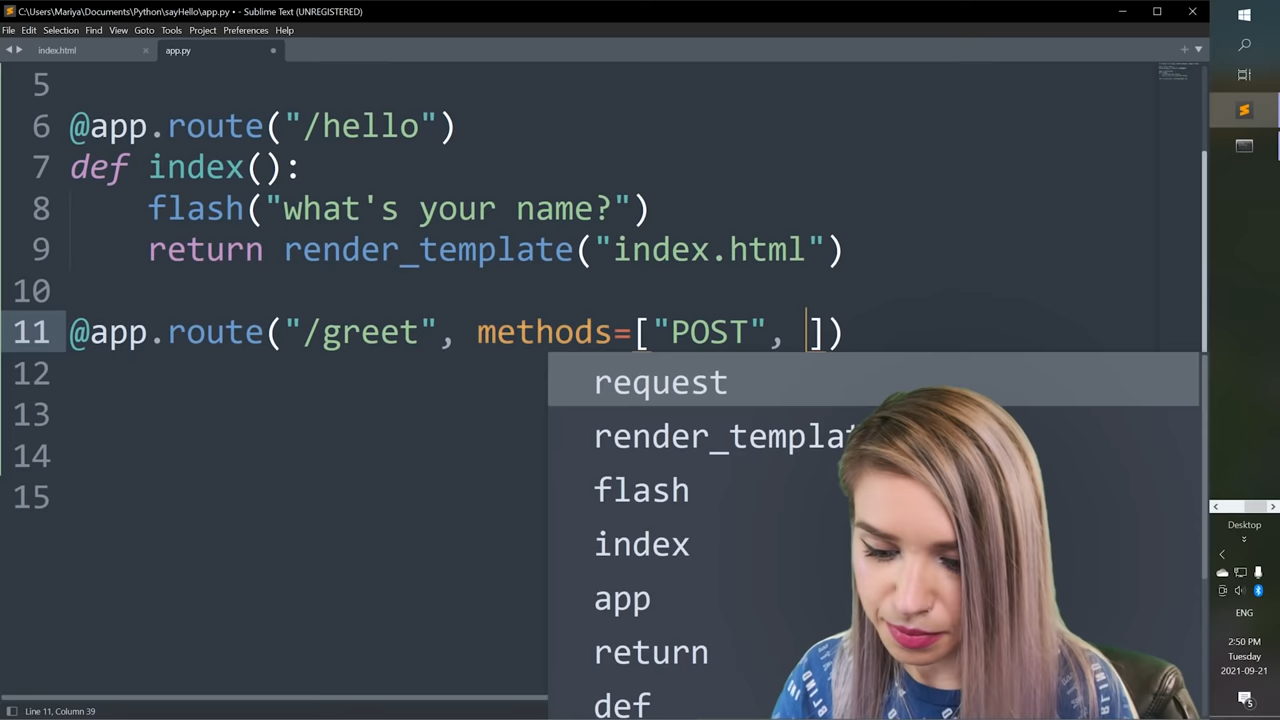 C:\Users\Mariya\Documents\Python\sayHello\app.py • - Sublime Text (UNREGISTERED)
File Edit Selection Find View Goto Tools Project Preferences Help
index.html app.py
5
6 @app.route("/hello")
7 def index():
8 flash("what's your name?")
9 return render_template("index.html")
10
11 @app.route("/greet", methods=["POST", ])
12
13
14
15
request
render_templat
flash
index
app
return
def
Line 11, Column 39
Desktop
ENG
2:50 PM
Tuesday
2021-09-21
5